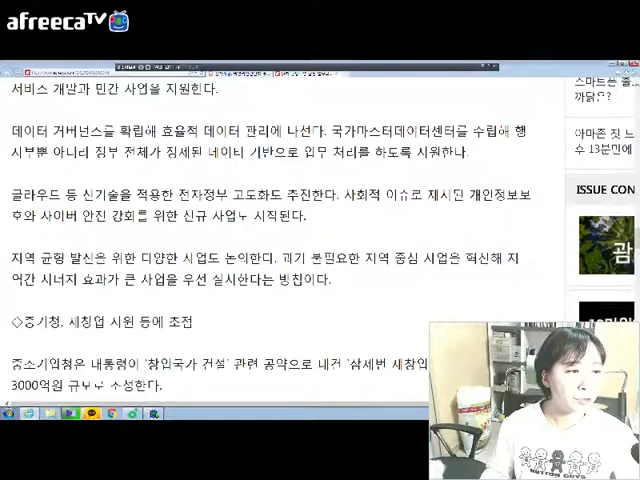 afreecaTV
서비스 개발과 민간 사업을 지원한다.
데이터 거버넌스를 확립해 효율적 데이터 관리에 나선다. 국가마스터데이터센터를 수립해 행
시부뿐 아니라 정부 전체가 정세된 데이터 기반으로 업무 처리를 하도록 지원한다.
클라우드 등 신기술을 적용한 전자정부 고도화도 추진한다. 사회적 이슈로 제시된 개인정보보
호와 사이버 안전 강화를 위한 신규 사업도 시작된다.
지역 균형 발전을 위한 다양한 사업도 논의한다. 과거 불필요한 지역 중심 사업을 혁신해 지
역간 시너지 효과가 큰 사업을 우선 실시한다는 방침이다.
◇중기청, 재창업 지원 등에 초점
중소기업청은 대통령이 '창업국가 건설' 관련 공약으로 내건 '삼세번 재창업
3000억원 규모로 조성한다.
스마트폰
까닭은?
아마존 첫
수 13분만에
ISSUE CON
괌
BUTTON GUYS